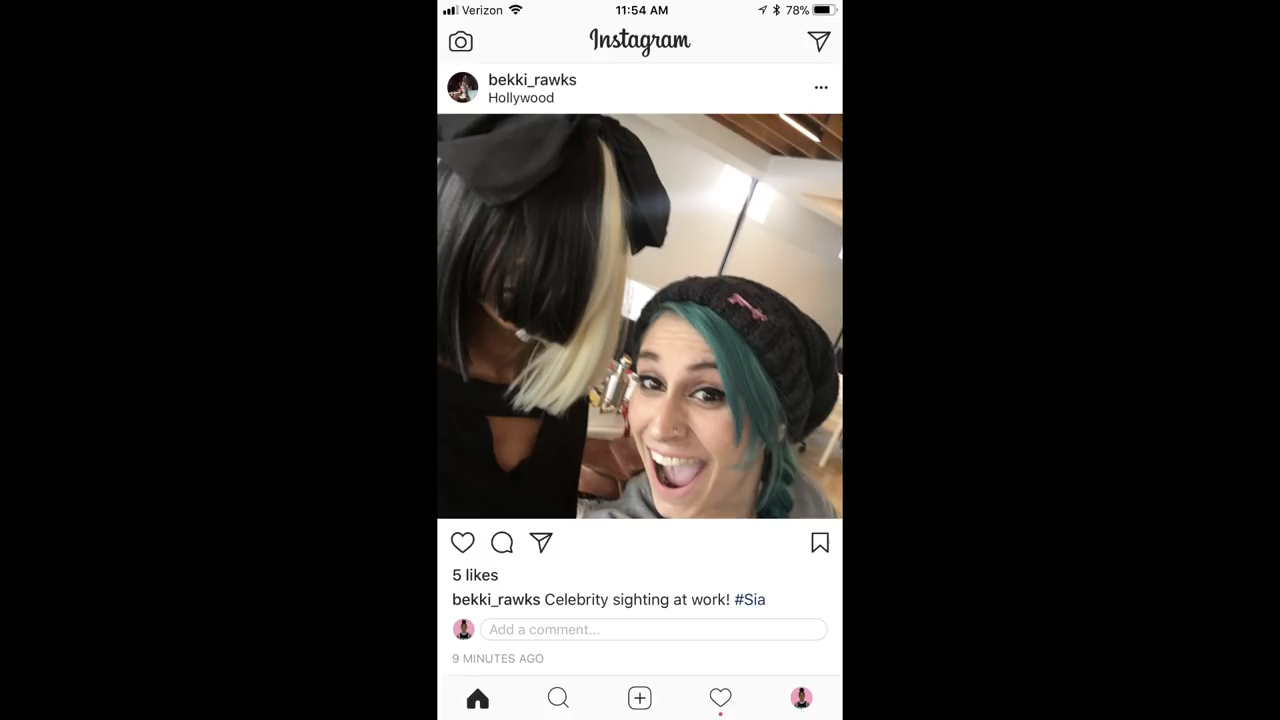 Verizon 11:54 AM 78%
Instagram
bekki_rawks
Hollywood
5 likes
bekki_rawks Celebrity sighting at work! #Sia
Add a comment...
9 MINUTES AGO